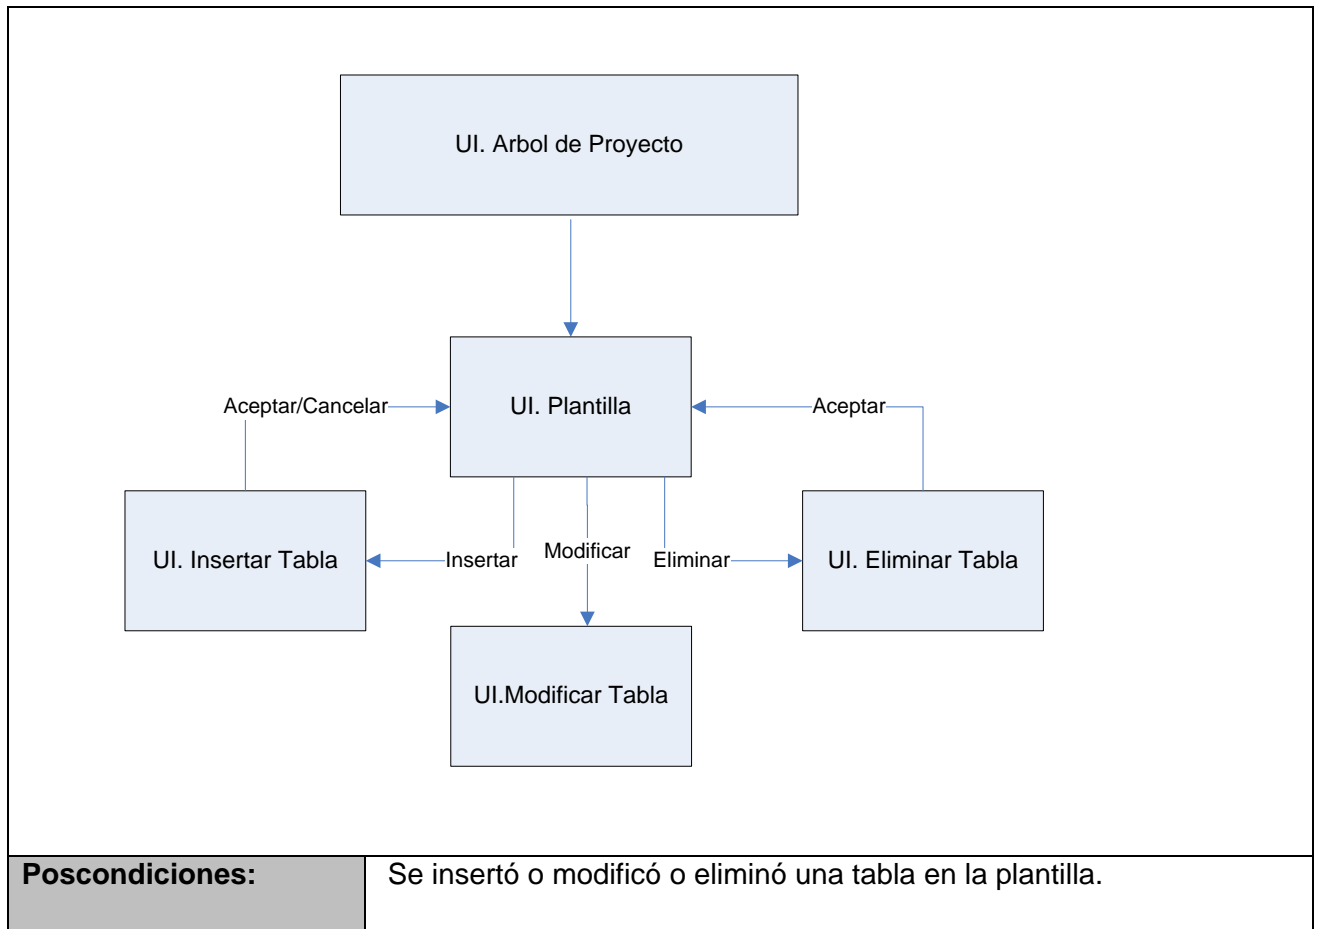 UI. Arbol de Proyecto
Aceptar/Cancelar
UI. Plantilla
Aceptar
UI. Insertar Tabla
Insertar
Modificar
Eliminar
UI. Eliminar Tabla
UI.Modificar Tabla
Poscondiciones:
Se insertó o modificó o eliminó una tabla en la plantilla.